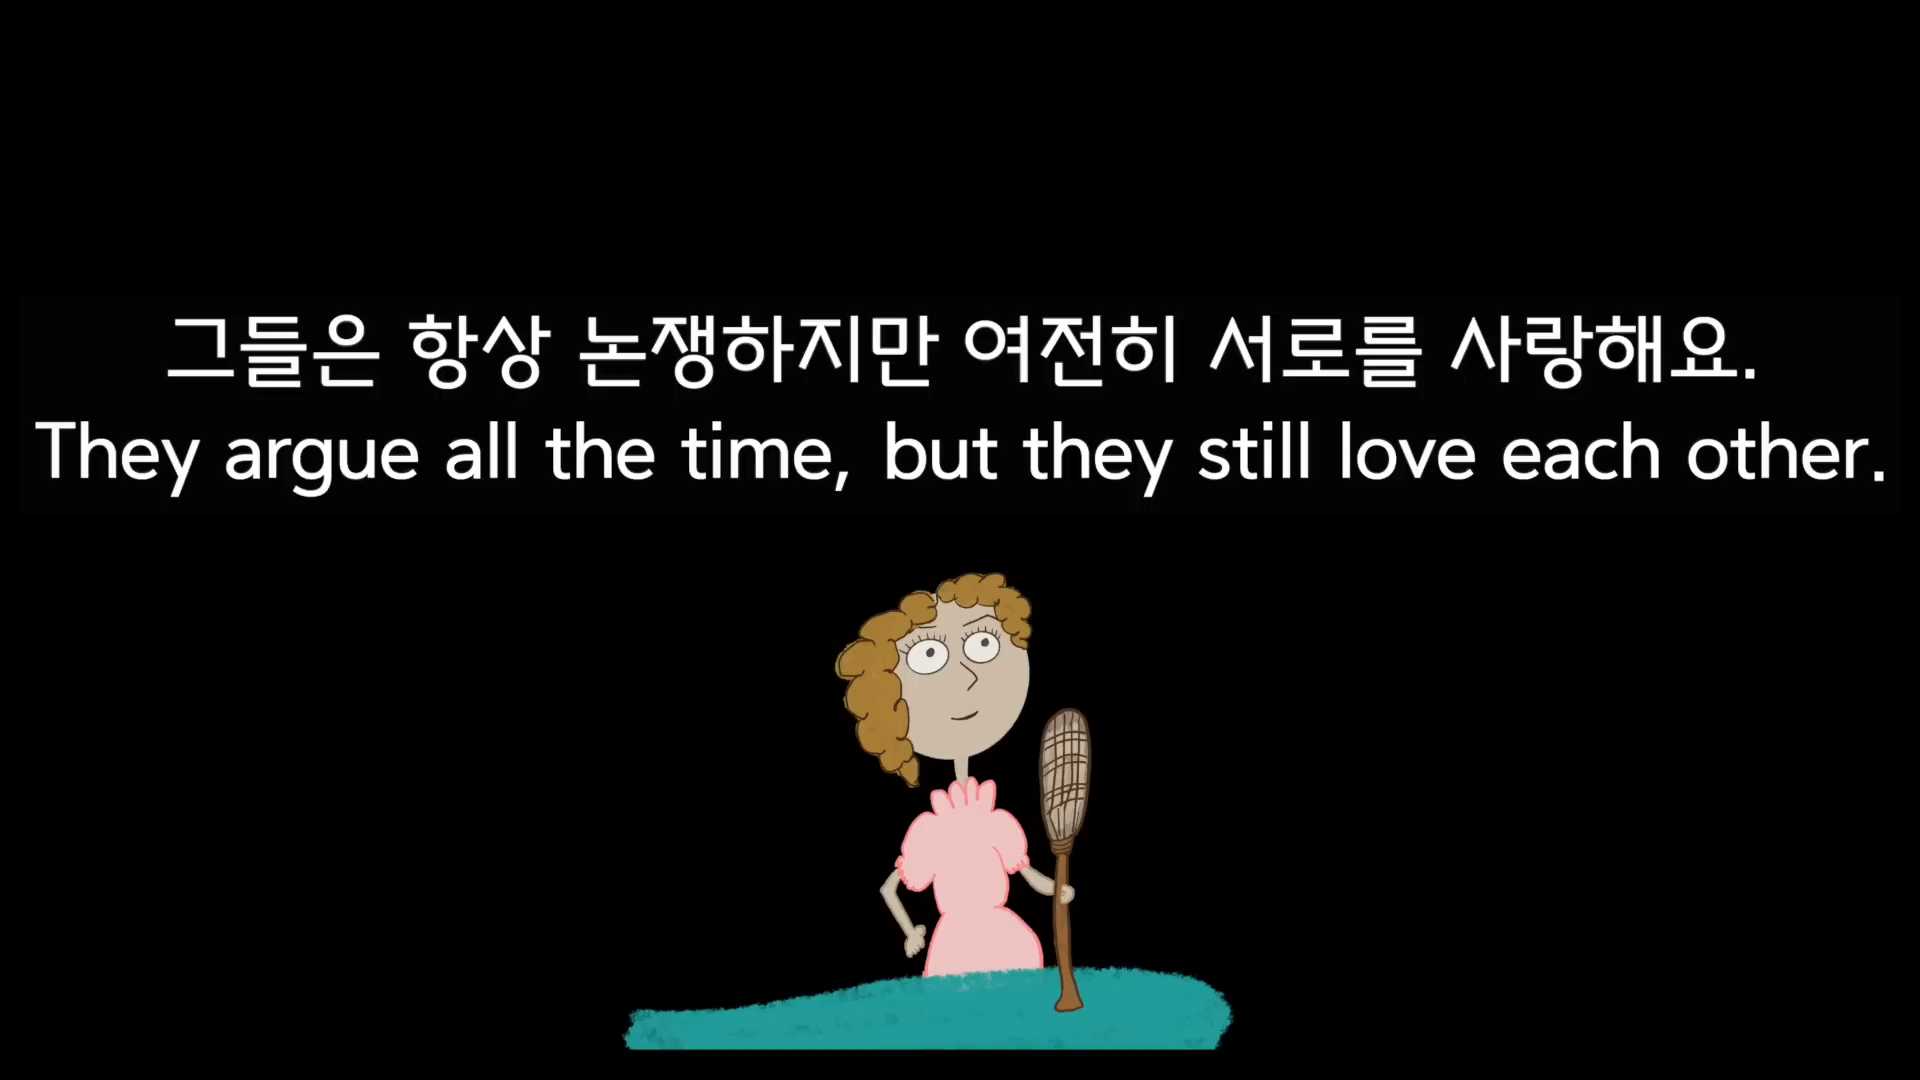 그들은 항상 논쟁하지만 여전히 서로를 사랑해요.
They argue all the time, but they still love each other.